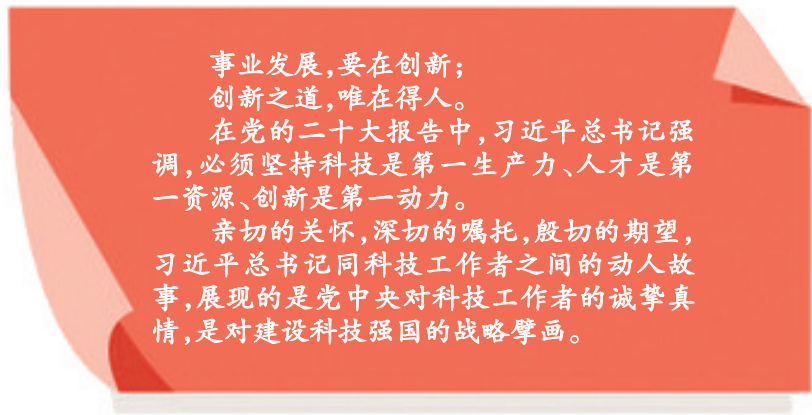 事业发展,要在创新;
创新之道,唯在得人。
在党的二十大报告中,习近平总书记强
调,必须坚持科技是第一生产力、人才是第
一资源、创新是第一动力。
亲切的关怀,深切的嘱托,殷切的期望,
习近平总书记同科技工作者之间的动人故
事,展现的是党中央对科技工作者的诚挚真
情,是对建设科技强国的战略擘画。